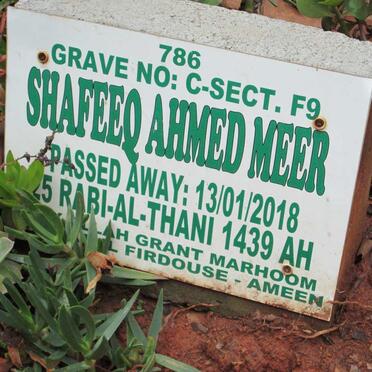 786
GRAVE NO: C-SECT. F9
SHAFEEQ AHMED MEER
PASSED AWAY: 13/01/2018
5 RABI-AL-THANI 1439 AH
AH GRANT MARHOOM
FIRDOUSE - AMEEN